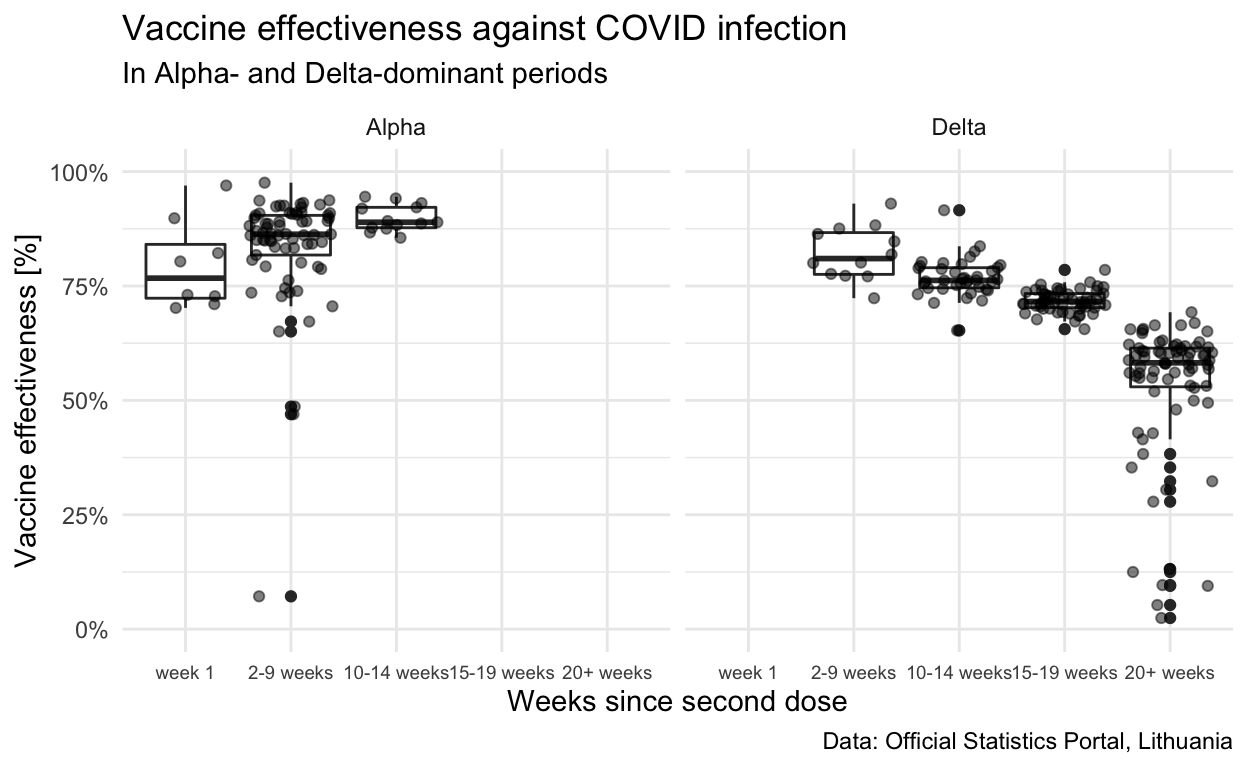 Vaccine effectiveness against COVID infection
In Alpha- and Delta-dominant periods
Alpha
Delta
Vaccine effectiveness [%]
100%
75%
50%
25%
0%
week 1
2-9 weeks
10-14 weeks
15-19 weeks
20+ weeks
week 1
2-9 weeks
10-14 weeks
15-19 weeks
20+ weeks
Weeks since second dose
Data: Official Statistics Portal, Lithuania